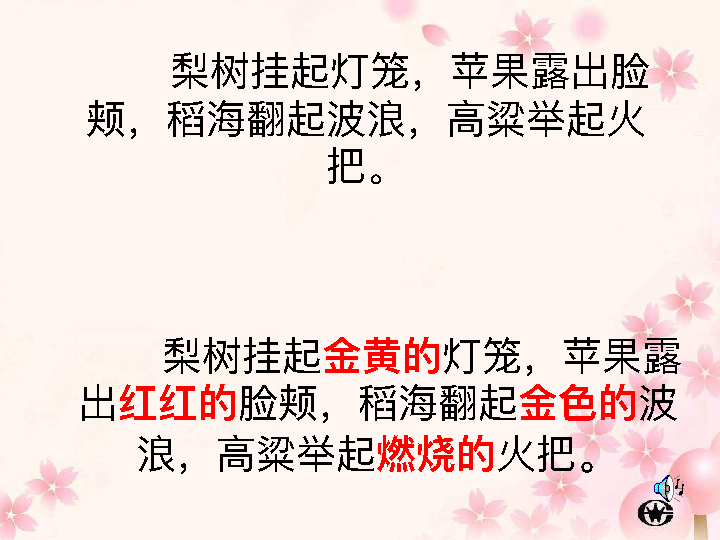 梨树挂起灯笼，苹果露出脸
颊，稻海翻起波浪，高粱举起火
把。
梨树挂起金黄的灯笼，苹果露
出红红的脸颊，稻海翻起金色的波
浪，高粱举起燃烧的火把。